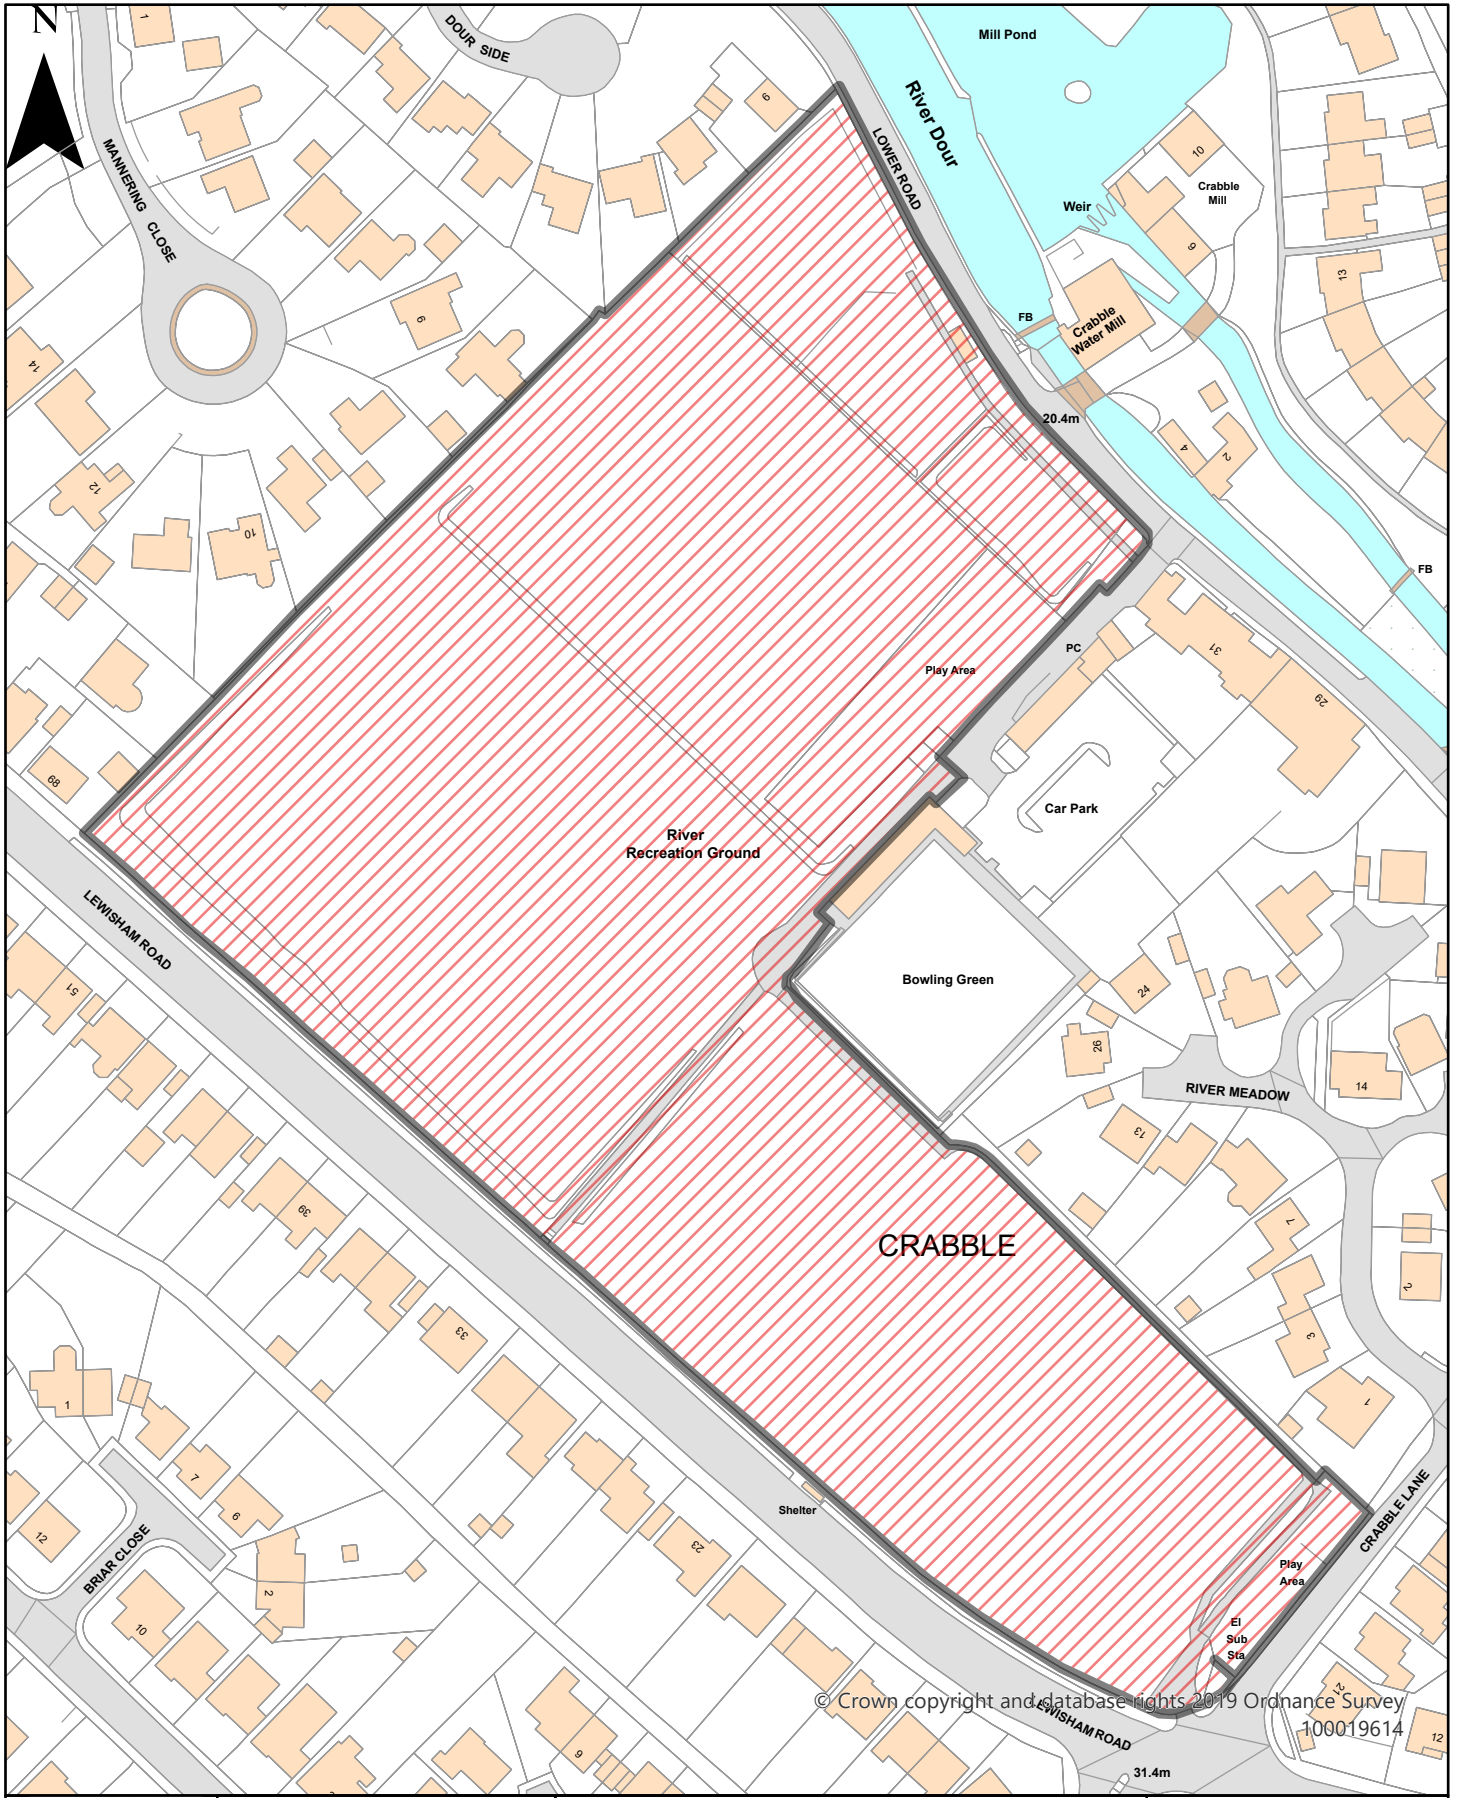 N
1
DOUR SIDE
Mill Pond
River Dour
6
LOWER ROAD
10
Crabble
Mill
MANNERING CLOSE
Weir
9
13
6
FB
Crabble
Water Mill
14
20.4m
4
2
12
10
FB
PC
31
Play Area
29
68
Car Park
River
Recreation Ground
LEWISHAM ROAD
51
Bowling Green
24
26
14
RIVER MEADOW
13
39
7
CRABBLE
2
33
3
1
1
7
Shelter
CRABBLE LANE
6
12
23
BRIAR CLOSE
Play
Area
2
El
Sub
Sta
10
21
© Crown copyright and database rights 2019 Ordnance Survey
100019614
LEWISHAM ROAD
12
9
31.4m